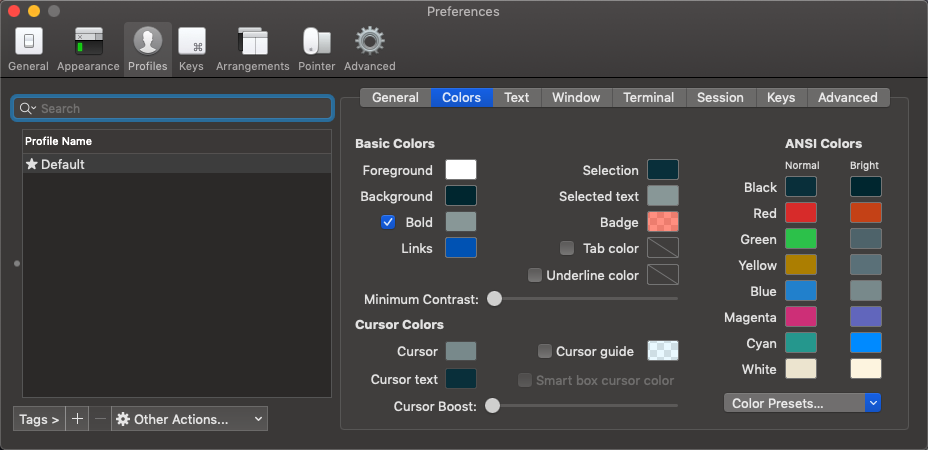 Preferences
General Appearance Profiles Keys Arrangements Pointer Advanced
Search
Profile Name
Default
Tags > + − Other Actions...
General Colors Text Window Terminal Session Keys Advanced
Basic Colors
Foreground
Background
Bold
Links
Selection
Selected text
Badge
Tab color
Underline color
Minimum Contrast:
Cursor Colors
Cursor
Cursor text
Cursor guide
Smart box cursor color
Cursor Boost:
ANSI Colors
Normal Bright
Black
Red
Green
Yellow
Blue
Magenta
Cyan
White
Color Presets...